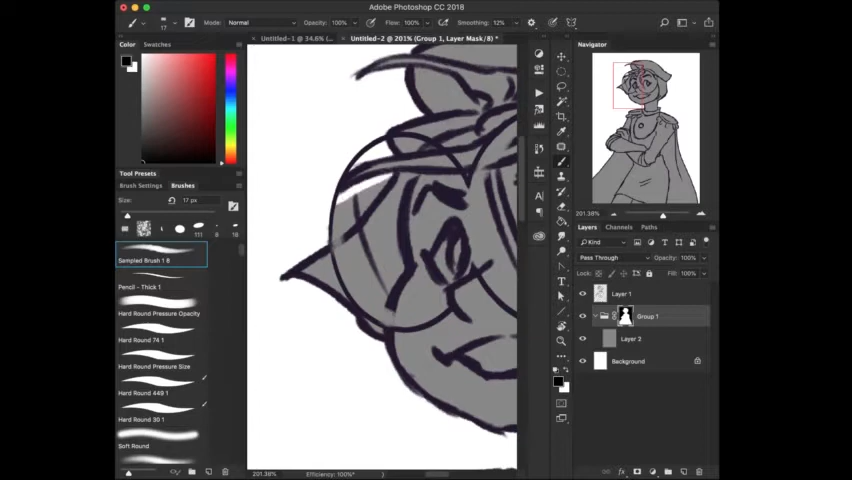 Adobe Photoshop CC 2018
17
Mode: Normal
Opacity: 100%
Flow: 100%
Smoothing: 12%
Color
Swatches
Untitled-1 @ 34.6% (...
Untitled-2 @ 201% (Group 1, Layer Mask/8) *
Navigator
201.38%
Tool Presets
Brush Settings
Brushes
Size:
17 px
111
6
18
Sampled Brush 1 8
Pencil - Thick 1
Hard Round Pressure Opacity
Hard Round 74 1
Hard Round Pressure Size
Hard Round 449 1
Hard Round 30 1
Soft Round
Layers
Channels
Paths
Kind
Pass Through
Opacity: 100%
Lock:
Fill: 100%
Layer 1
Group 1
Layer 2
Background
201.38%
Efficiency: 100%*